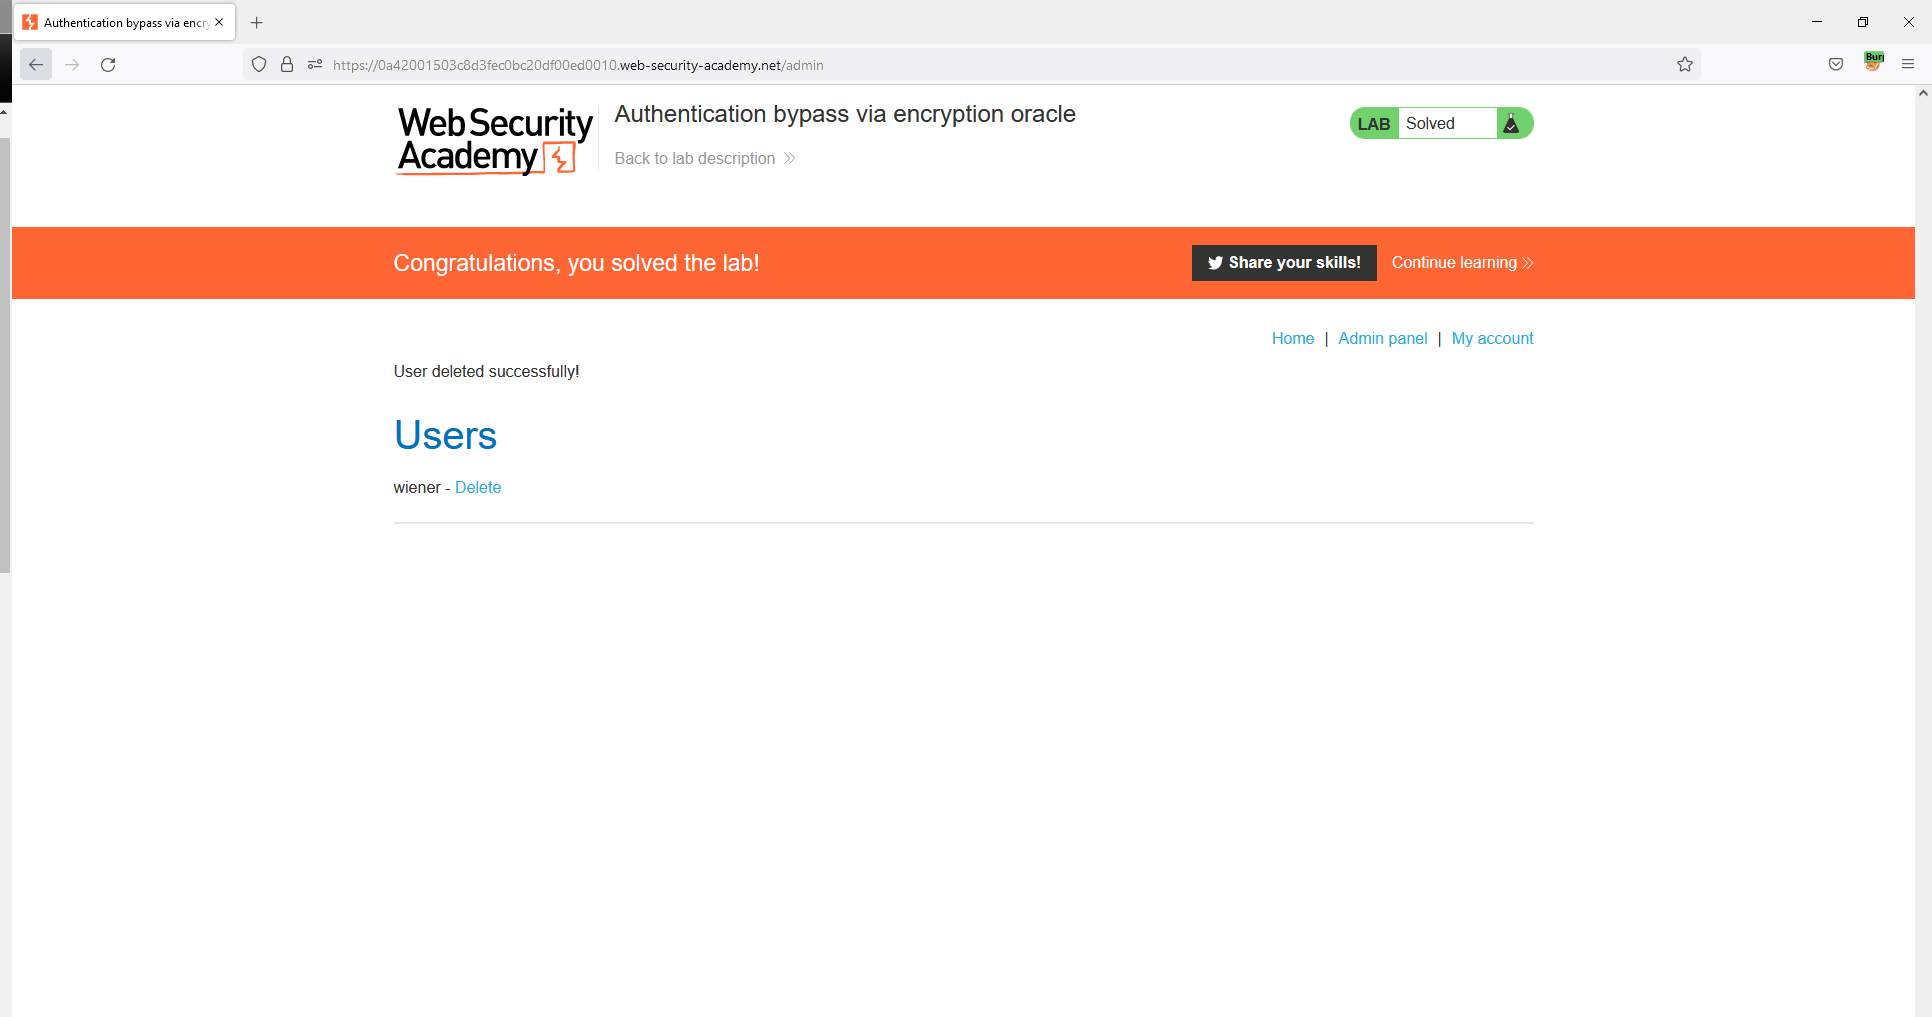 Authentication bypass via encry
https://0a42001503c8d3fec0bc20df00ed0010.web-security-academy.net/admin
Burp
WebSecurity
Academy
Authentication bypass via encryption oracle
Back to lab description
LAB Solved
Congratulations, you solved the lab!
Share your skills!
Continue learning
Home | Admin panel | My account
User deleted successfully!
Users
wiener - Delete